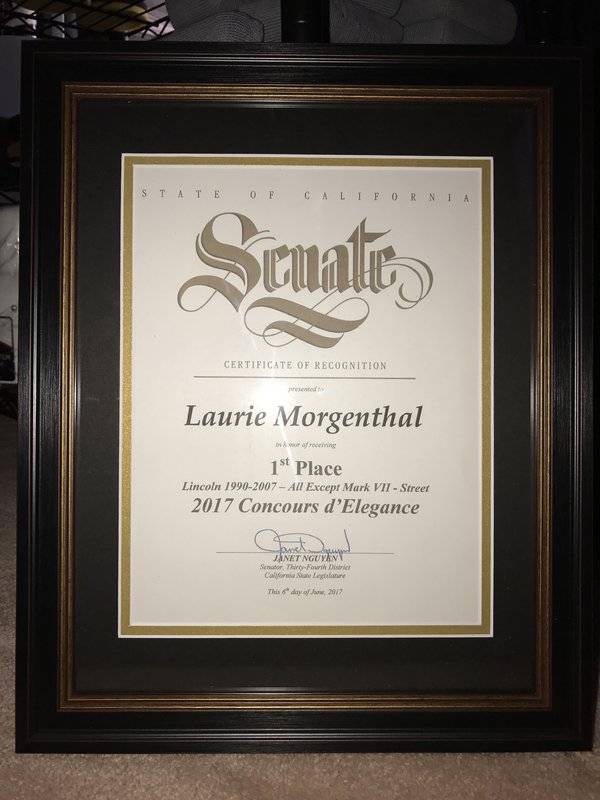 STATE OF CALIFORNIA
Senate
CERTIFICATE OF RECOGNITION
presented to
Laurie Morgenthal
in honor of receiving
1st Place
Lincoln 1990-2007 – All Except Mark VII - Street
2017 Concours d'Elegance
Janet Nguyen
JANET NGUYEN
Senator, Thirty-Fourth District
California State Legislature
This 6th day of June, 2017